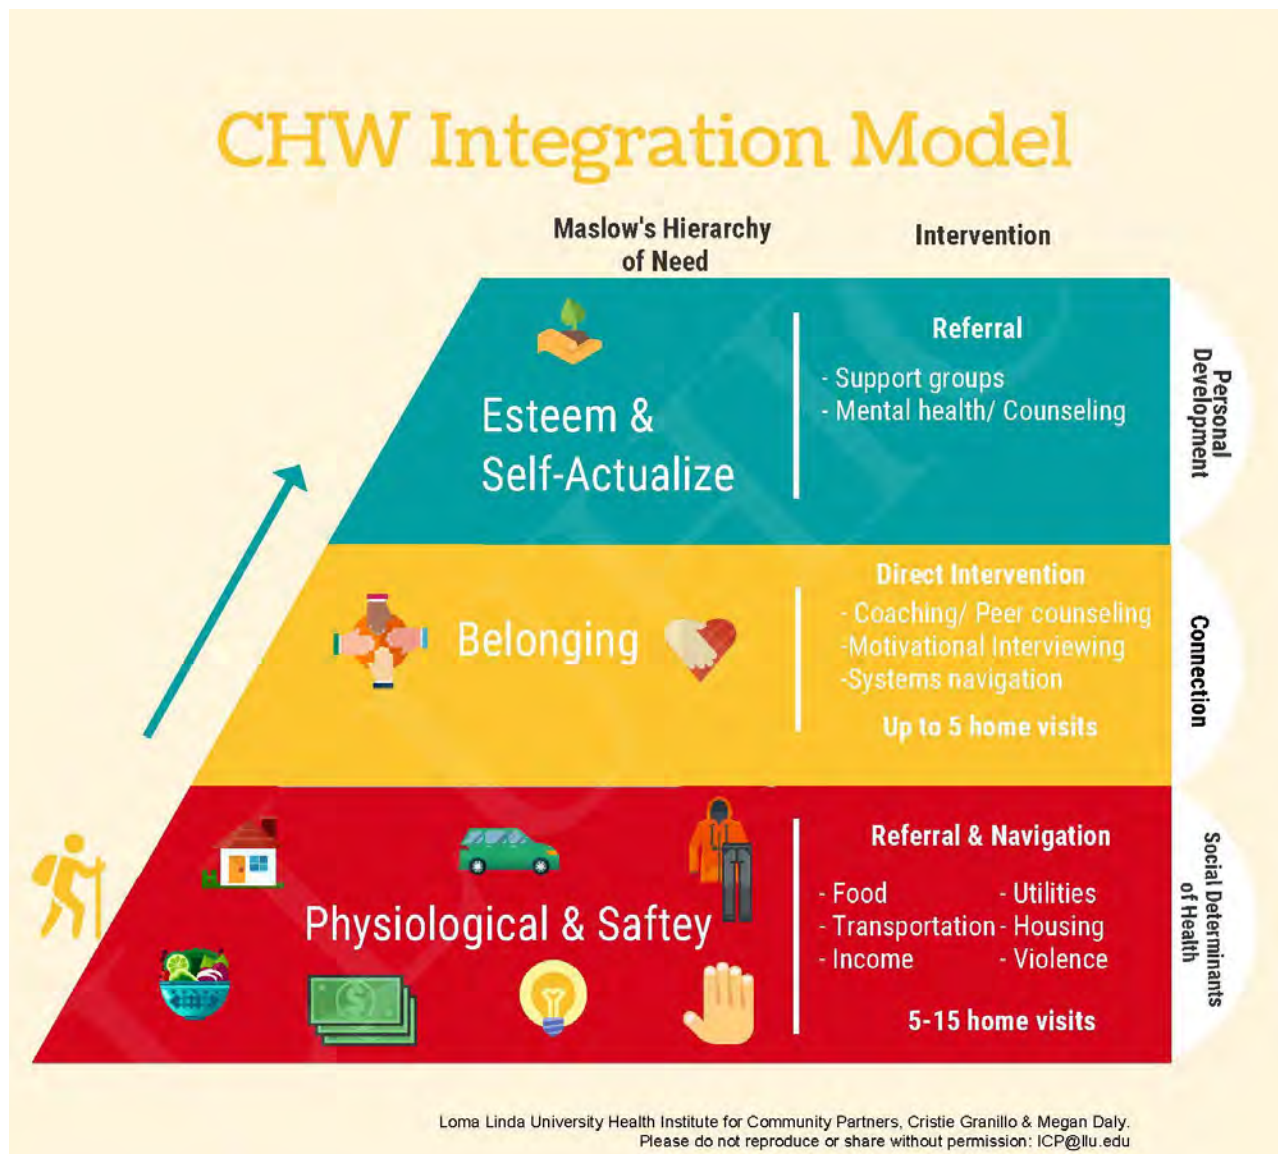 CHW Integration Model
Maslow's Hierarchy
of Need
Intervention
Esteem &
Self-Actualize
Referral
- Support groups
- Mental health/ Counseling
Personal
Development
Belonging
Direct Intervention
- Coaching/ Peer counseling
-Motivational Interviewing
-Systems navigation
Up to 5 home visits
Connection
Physiological & Saftey
Referral & Navigation
- Food
- Utilities
- Transportation
- Housing
- Income
- Violence
5-15 home visits
Social Determinants
of Health
Loma Linda University Health Institute for Community Partners, Cristie Granillo & Megan Daly.
Please do not reproduce or share without permission: ICP@llu.edu